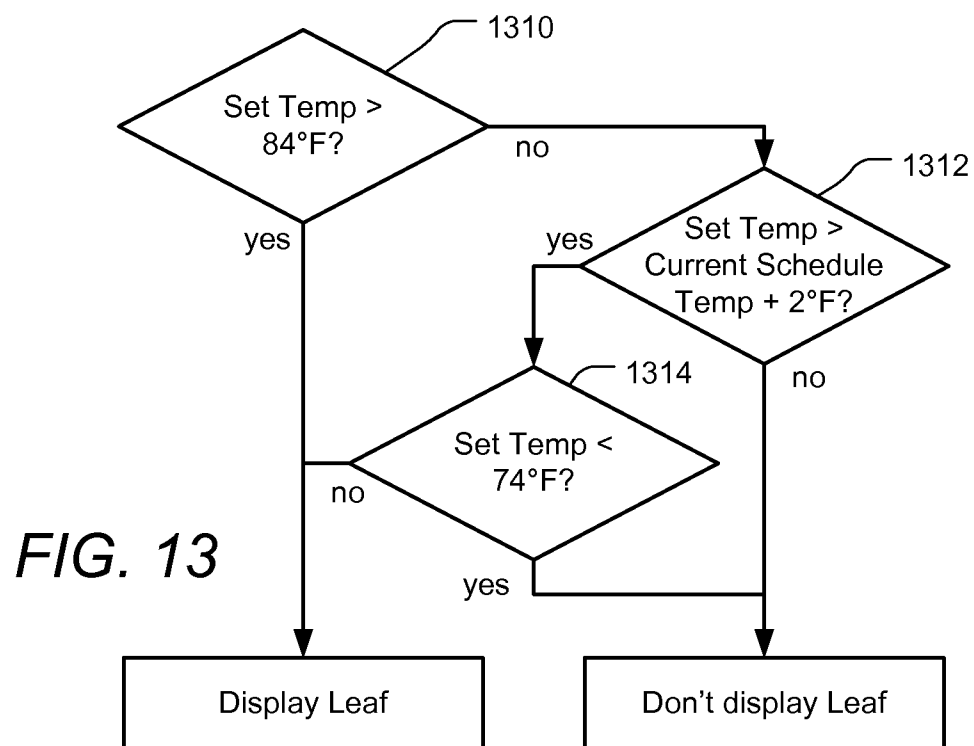 1310
Set Temp >
84°F?
no
yes
1312
Set Temp >
Current Schedule
Temp + 2°F?
yes
no
1314
Set Temp <
74°F?
no
yes
FIG. 13
Display Leaf
Don't display Leaf